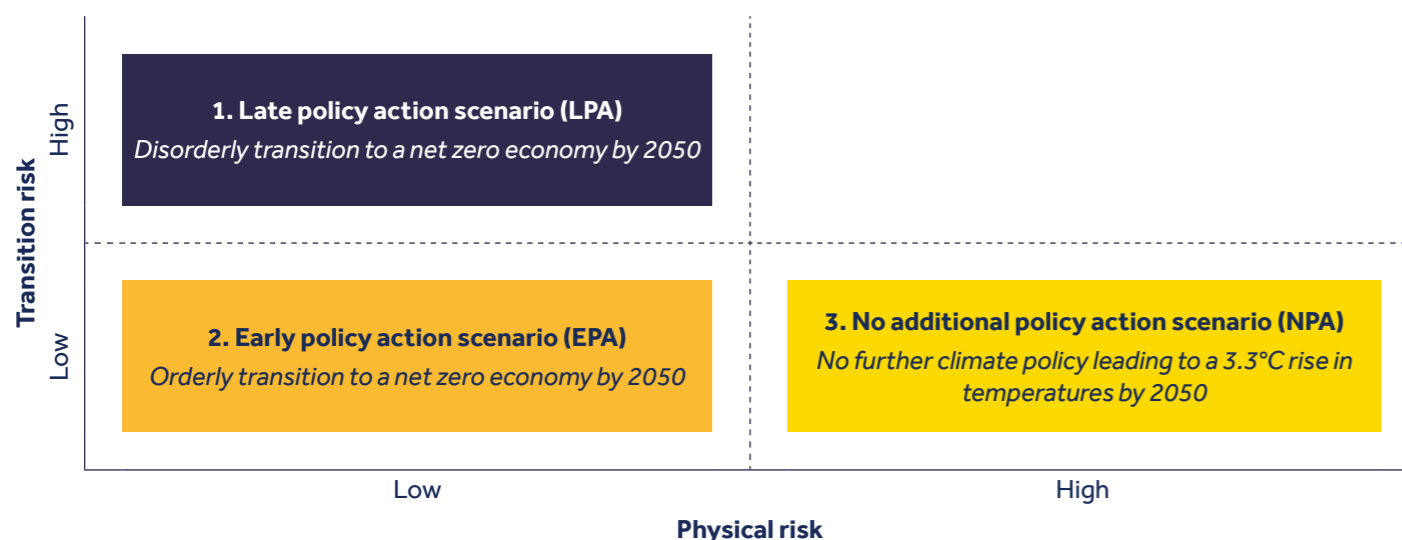 Transition risk
High
Low
1. Late policy action scenario (LPA)
Disorderly transition to a net zero economy by 2050
2. Early policy action scenario (EPA)
Orderly transition to a net zero economy by 2050
3. No additional policy action scenario (NPA)
No further climate policy leading to a 3.3°C rise in
temperatures by 2050
Low
High
Physical risk